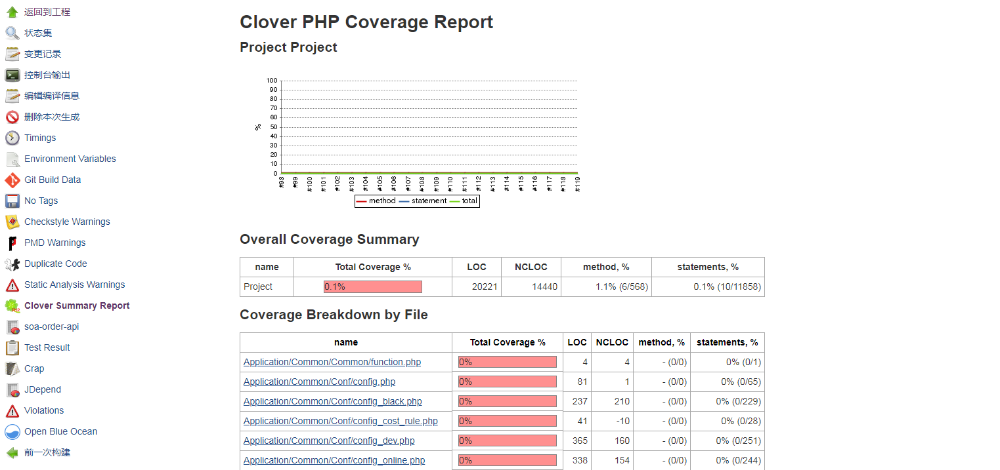 返回到工程
状态集
变更记录
控制台输出
编辑编译信息
删除本次生成
Timings
Environment Variables
Git Build Data
No Tags
Checkstyle Warnings
PMD Warnings
Duplicate Code
Static Analysis Warnings
Clover Summary Report
soa-order-api
Test Result
Crap
JDepend
Violations
Open Blue Ocean
前一次构建
Clover PHP Coverage Report
Project Project
100
90
80
70
60
50
40
30
20
10
0
%
#98 #99 #100 #101 #102 #103 #104 #105 #106 #107 #108 #109 #110 #111 #112 #113 #114 #115 #116 #117 #118 #119
method statement total
Overall Coverage Summary
name Total Coverage % LOC NCLOC method, % statements, %
Project 0.1% 20221 14440 1.1% (6/568) 0.1% (10/11858)
Coverage Breakdown by File
name Total Coverage % LOC NCLOC method, % statements, %
Application/Common/Common/function.php 0% 4 4 - (0/0) 0% (0/1)
Application/Common/Conf/config.php 0% 81 1 - (0/0) 0% (0/65)
Application/Common/Conf/config_black.php 0% 237 210 - (0/0) 0% (0/229)
Application/Common/Conf/config_cost_rule.php 0% 41 -10 - (0/0) 0% (0/28)
Application/Common/Conf/config_dev.php 0% 365 160 - (0/0) 0% (0/251)
Application/Common/Conf/config_online.php 0% 338 154 - (0/0) 0% (0/244)